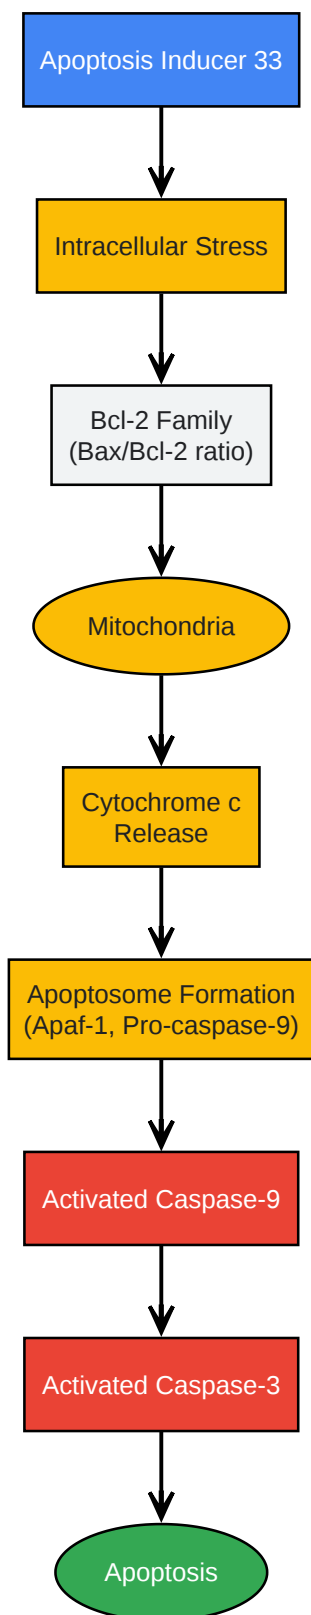 Apoptosis Inducer 33
Intracellular Stress
Bcl-2 Family
(Bax/Bcl-2 ratio)
Mitochondria
Cytochrome c
Release
Apoptosome Formation
(Apaf-1, Pro-caspase-9)
Activated Caspase-9
Activated Caspase-3
Apoptosis